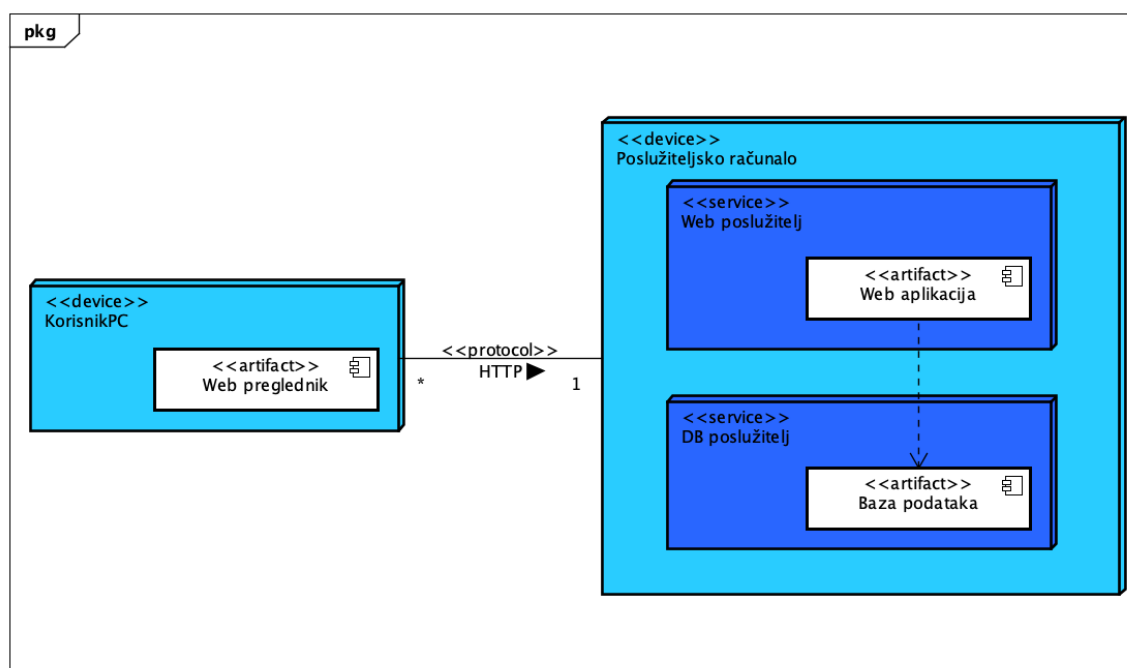 pkg
<<device>>
Poslužiteljsko računalo
<<service>>
Web poslužitelj
<<artifact>>
Web aplikacija
<<device>>
KorisnikPC
<<artifact>>
Web preglednik
<<protocol>>
HTTP
*
1
<<service>>
DB poslužitelj
<<artifact>>
Baza podataka